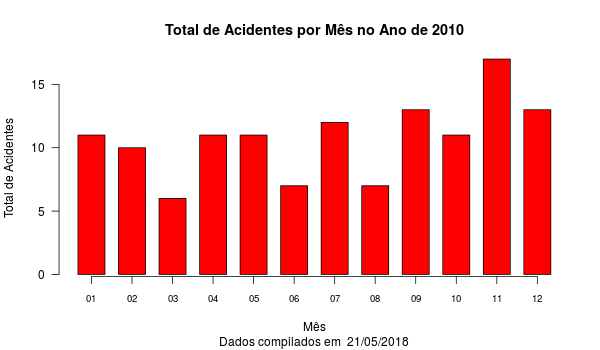 Total de Acidentes por Mês no Ano de 2010
Total de Acidentes
15
10
5
0
01 02 03 04 05 06 07 08 09 10 11 12
Mês
Dados compilados em  21/05/2018